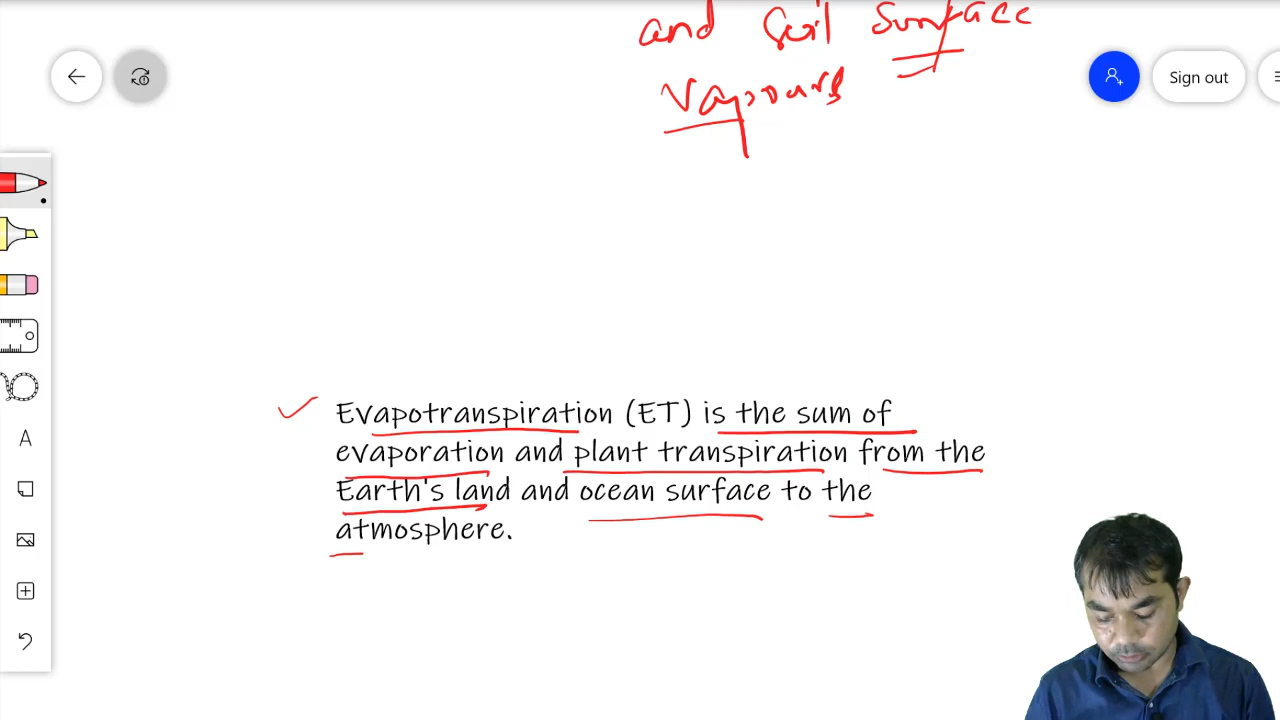 and Soil Surface
Vapours
Sign out
Evapotranspiration (ET) is the sum of
evaporation and plant transpiration from the
Earth's land and ocean surface to the
atmosphere.
A